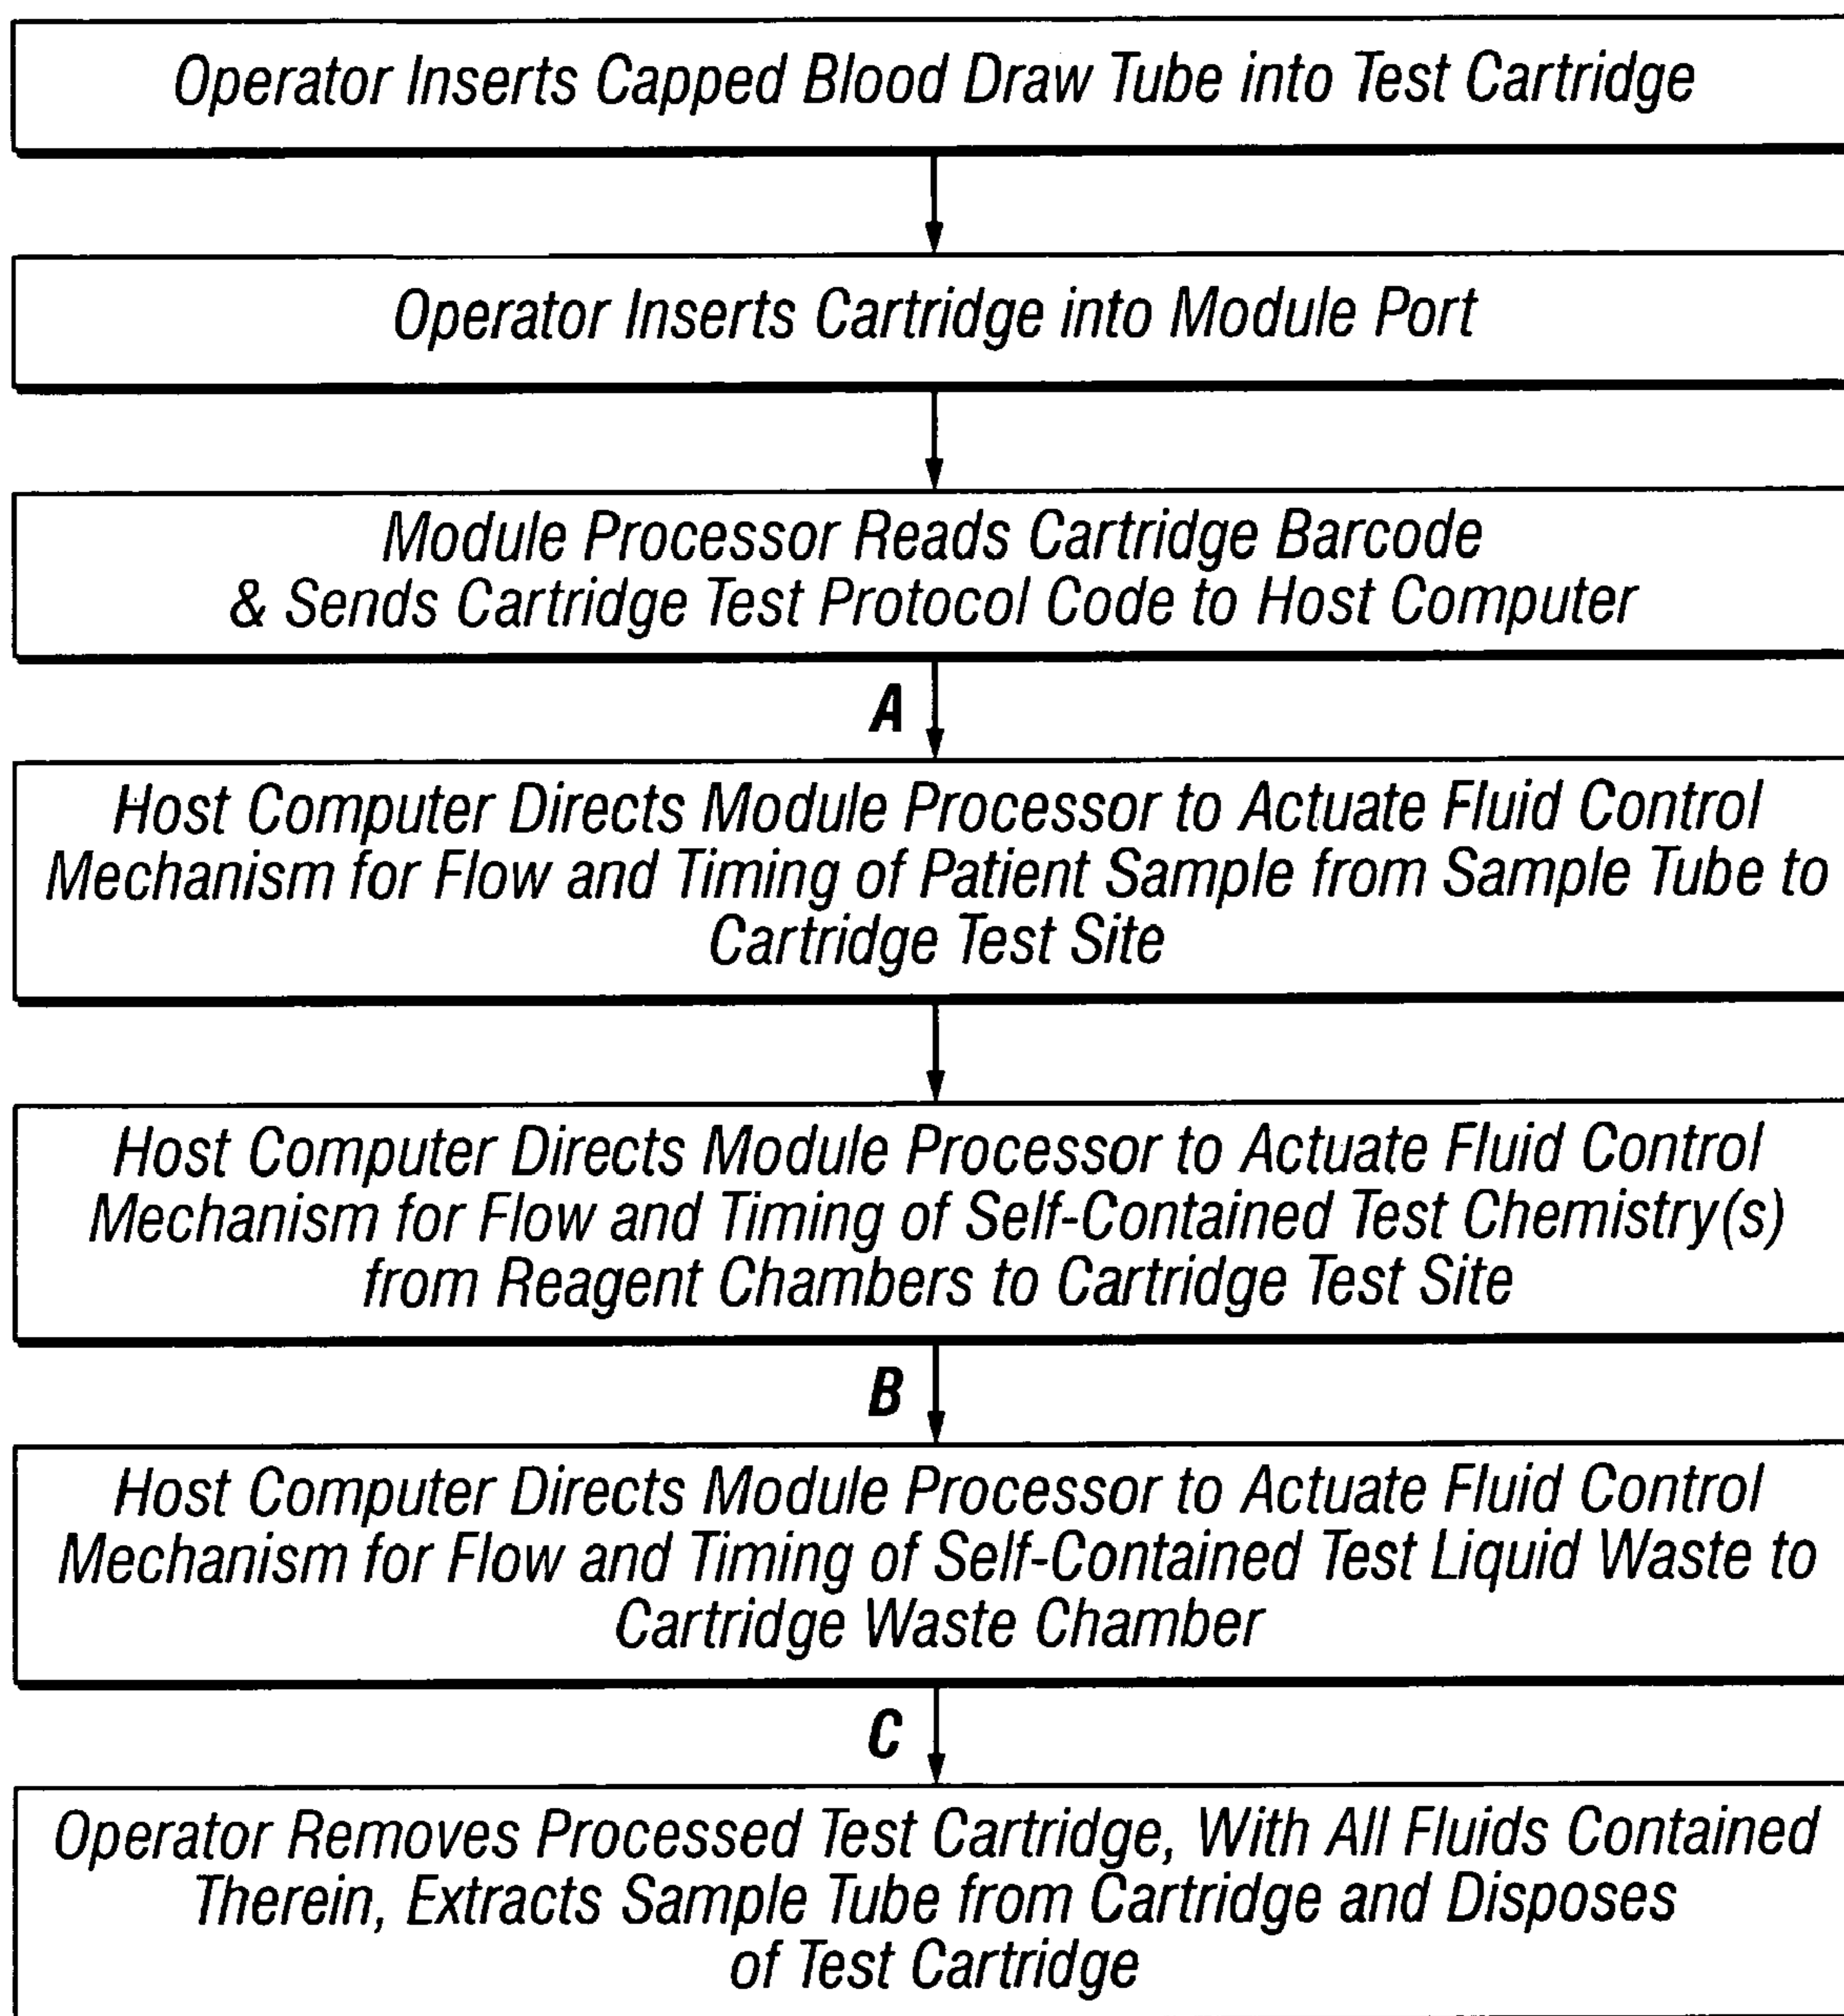 Operator Inserts Capped Blood Draw Tube into Test Cartridge
Operator Inserts Cartridge into Module Port
Module Processor Reads Cartridge Barcode
& Sends Cartridge Test Protocol Code to Host Computer
A
Host Computer Directs Module Processor to Actuate Fluid Control
Mechanism for Flow and Timing of Patient Sample from Sample Tube to
Cartridge Test Site
Host Computer Directs Module Processor to Actuate Fluid Control
Mechanism for Flow and Timing of Self-Contained Test Chemistry(s)
from Reagent Chambers to Cartridge Test Site
B
Host Computer Directs Module Processor to Actuate Fluid Control
Mechanism for Flow and Timing of Self-Contained Test Liquid Waste to
Cartridge Waste Chamber
C
Operator Removes Processed Test Cartridge, With All Fluids Contained
Therein, Extracts Sample Tube from Cartridge and Disposes
of Test Cartridge